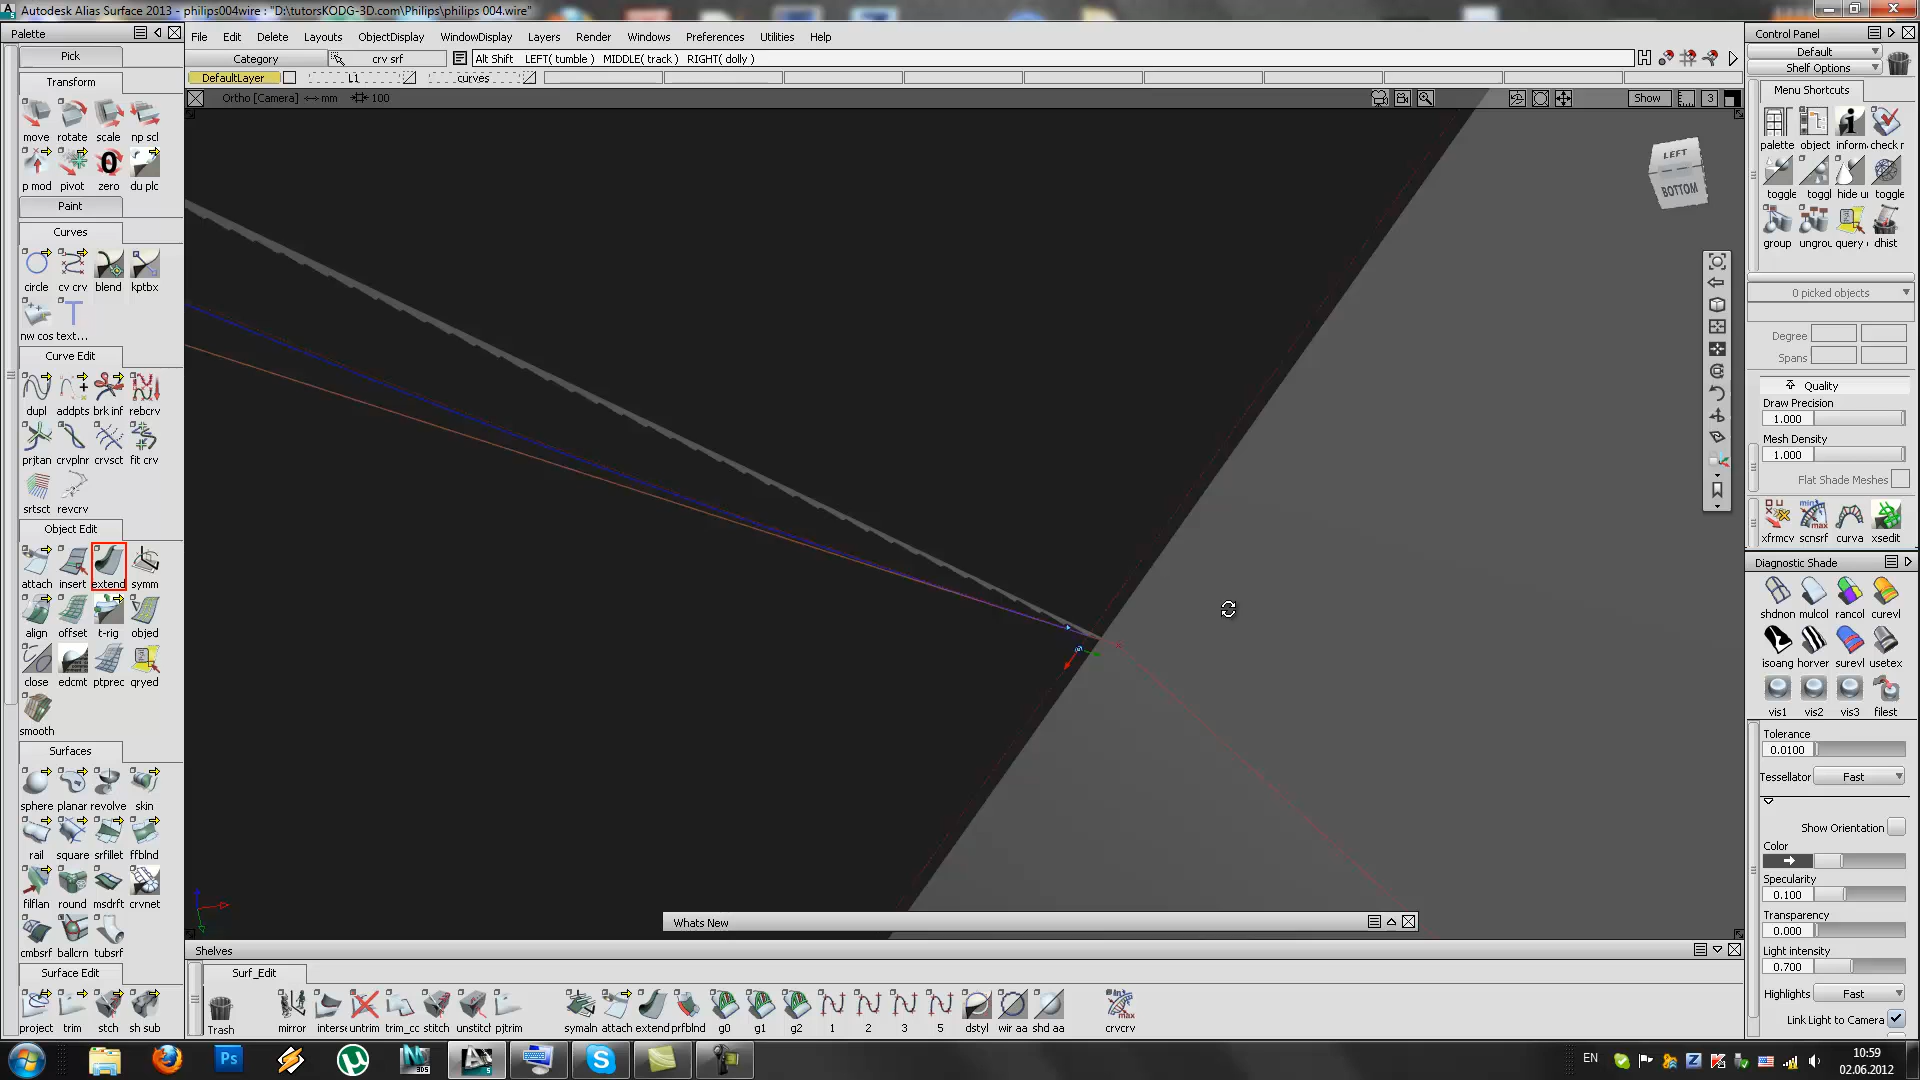 Autodesk Alias Surface 2013 - philips004wire : "D:\tutorsKODG-3D.com\Philips\philips 004.wire"
Palette
File Edit Delete Layouts ObjectDisplay WindowDisplay Layers Render Windows Preferences Utilities Help
Control Panel
Pick
Category crv srf Alt Shift LEFT( tumble ) MIDDLE( track ) RIGHT( dolly )
Default
Shelf Options
Transform
DefaultLayer L1 curves
Menu Shortcuts
Ortho [Camera] mm 100 Show 3
move rotate scale np scl
palette object inform check r
p mod pivot zero du plc
toggle toggl hide u toggle
Paint
Curves
group ungrou query dhist
LEFT
BOTTOM
circle cv crv blend kptbx
0 picked objects
nw cos text...
Degree
Spans
Curve Edit
Quality
Draw Precision
1.000
dupl addpts brk inf rebcrv
Mesh Density
1.000
prjtan crvplnr crvsct fit crv
Flat Shade Meshes
srtsct revcrv
xfrmcv scnsrf curva xsedit
Object Edit
Diagnostic Shade
attach insert extend symm
shdnon mulcol rancol curevl
align offset t-rig objed
isoang horver surevl usetex
close edcmt ptprec qryed
vis1 vis2 vis3 filest
smooth
Tolerance
0.0100
Surfaces
Tessellator Fast
sphere planar revolve skin
Show Orientation
Color
rail square srfillet ffblnd
Specularity
0.100
filflan round msdrft crvnet
Transparency
0.000
Whats New
cmbsrf ballcrn tubsrf
Shelves
Light intensity
0.700
Surface Edit
Surf_Edit
Highlights Fast
project trim stch sh sub
Trash mirror interse untrim trim_cc stitch unstitcl pjtrim symaln attach extend prfblnd g0 g1 g2 1 2 3 5 dstyl wir aa shd aa crvcrv
Link Light to Camera
EN
10:59
02.06.2012